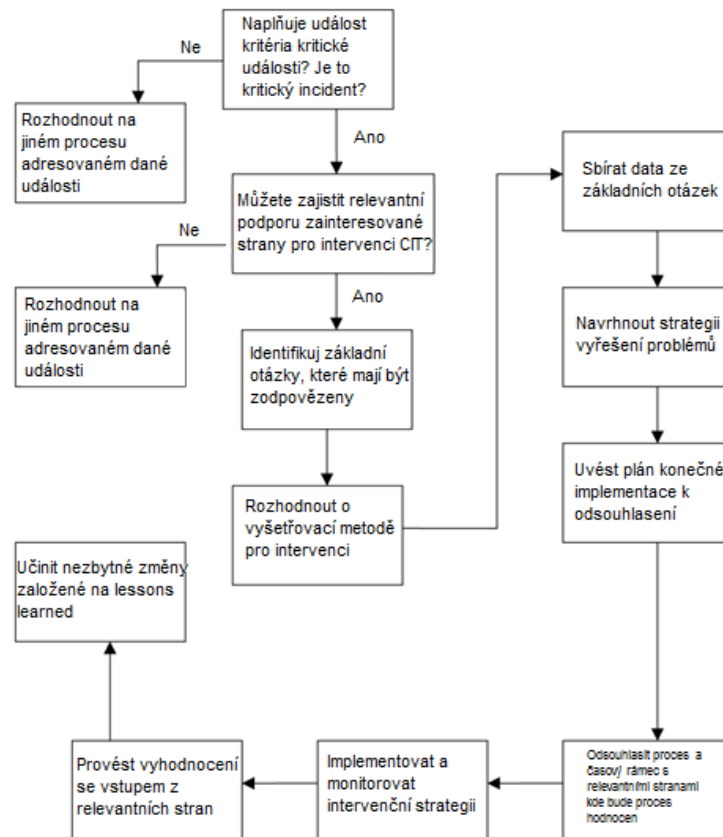 Naplňuje událost
kritéria kritické
události? Je to
kritický incident?
Ne
Rozhodnout na
jiném procesu
adresovaném dané
události
Ano
Můžete zajistit relevantní
podporu zainteresované
strany pro intervenci CIT?
Ne
Rozhodnout na
jiném procesu
adresovaném dané
události
Ano
Identifikuj základní
otázky, které mají být
zodpovězeny
Rozhodnout o
vyšetřovací metodě
pro intervenci
Sbírat data ze
základních otázek
Navrhnout strategii
vyřešení problémů
Uvést plán konečné
implementace k
odsouhlasení
Odsouhlasit proces a
časový rámec s
relevantními stranami
kde bude proces
hodnocen
Implementovat a
monitorovat
intervenční strategii
Provést vyhodnocení
se vstupem z
relevantních stran
Učinit nezbytné změny
založené na lessons
learned